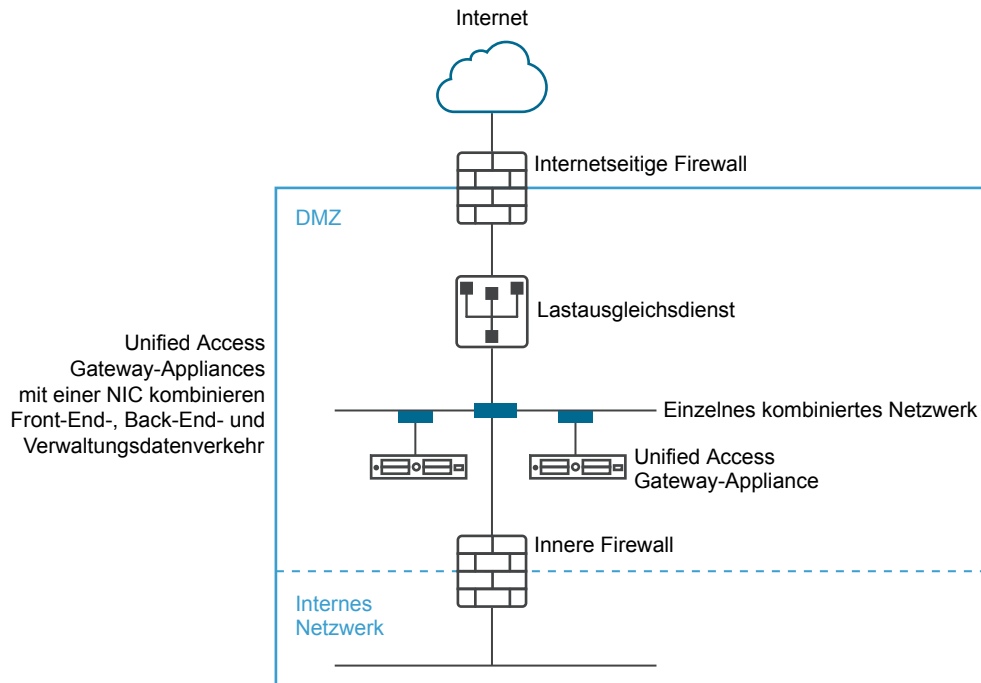 Internet
Internetseitige Firewall
DMZ
Lastausgleichsdienst
Unified Access
Gateway-Appliances
mit einer NIC kombinieren
Front-End-, Back-End- und
Verwaltungsdatenverkehr
Einzelnes kombiniertes Netzwerk
Unified Access
Gateway-Appliance
Innere Firewall
Internes
Netzwerk